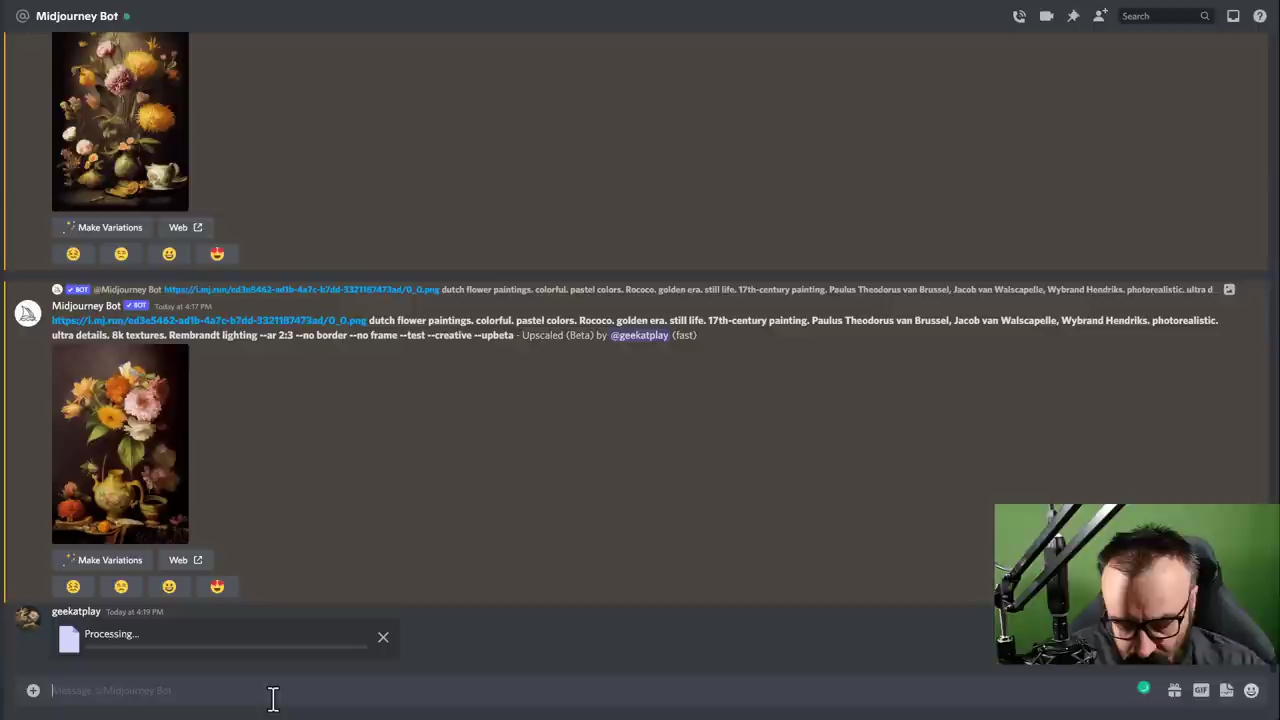 Midjourney Bot
Search
Make Variations
Web
BOT @Midjourney Bot https://i.mj.run/ed3e5462-ad1b-4a7c-b7dd-3321187473ad/0_0.png dutch flower paintings. colorful. pastel colors. Rococo. golden era. still life. 17th-century painting. Paulus Theodorus van Brussel, Jacob van Walscapelle, Wybrand Hendriks. photorealistic. ultra d
Midjourney Bot BOT Today at 4:17 PM
https://i.mj.run/ed3e5462-ad1b-4a7c-b7dd-3321187473ad/0_0.png dutch flower paintings. colorful. pastel colors. Rococo. golden era. still life. 17th-century painting. Paulus Theodorus van Brussel, Jacob van Walscapelle, Wybrand Hendriks. photorealistic.
ultra details. 8k textures. Rembrandt lighting --ar 2:3 --no border --no frame --test --creative --upbeta - Upscaled (Beta) by @geekatplay (fast)
Make Variations
Web
geekatplay Today at 4:19 PM
Processing...
Message @Midjourney Bot
GIF